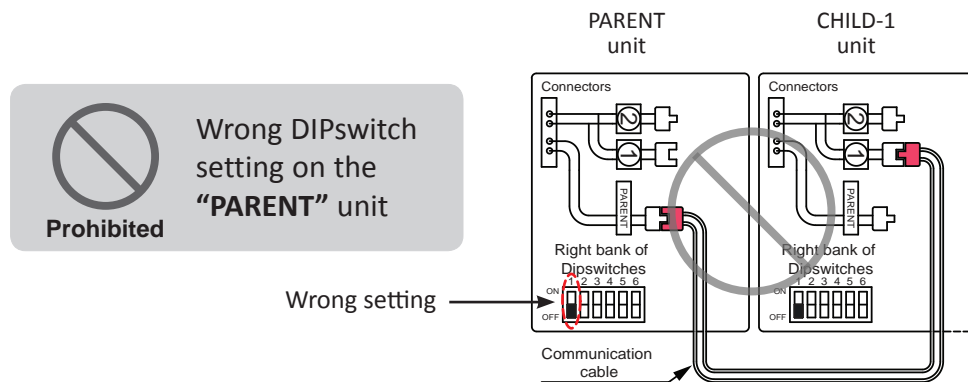 PARENT
unit
CHILD-1
unit
Prohibited
Wrong DIPswitch
setting on the
“PARENT” unit
Connectors
2
1
PARENT
Right bank of
Dipswitches
1 2 3 4 5 6
ON
OFF
Connectors
2
1
PARENT
Right bank of
Dipswitches
1 2 3 4 5 6
ON
OFF
Wrong setting
Communication
cable